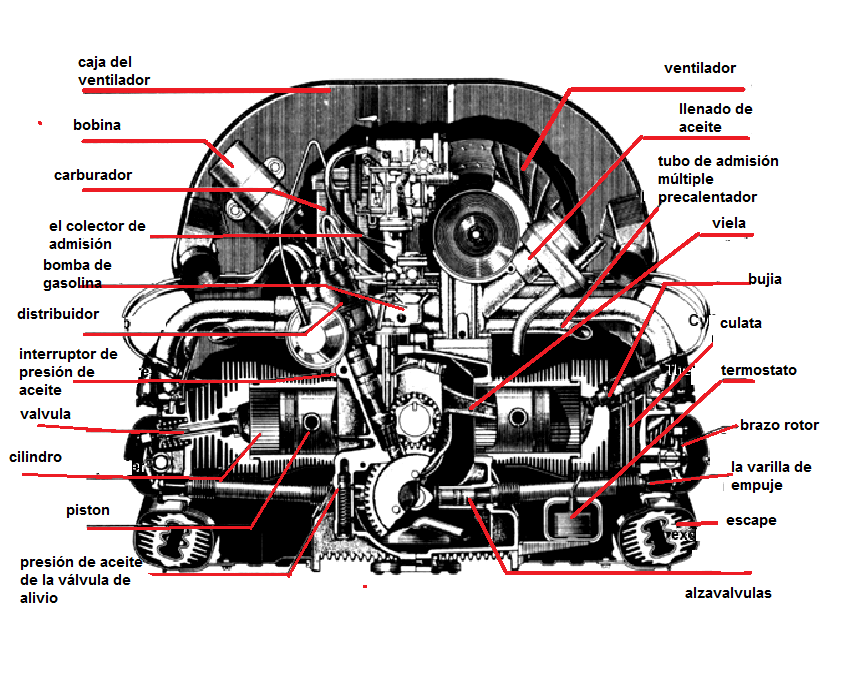 caja del
ventilador
bobina
carburador
el colector de
admisión
bomba de
gasolina
distribuidor
interruptor de
presión de
aceite
valvula
cilindro
piston
presión de aceite
de la válvula de
alivio
ventilador
llenado de
aceite
tubo de admisión
múltiple
precalentador
viela
bujia
culata
termostato
brazo rotor
la varilla de
empuje
escape
alzavalvulas